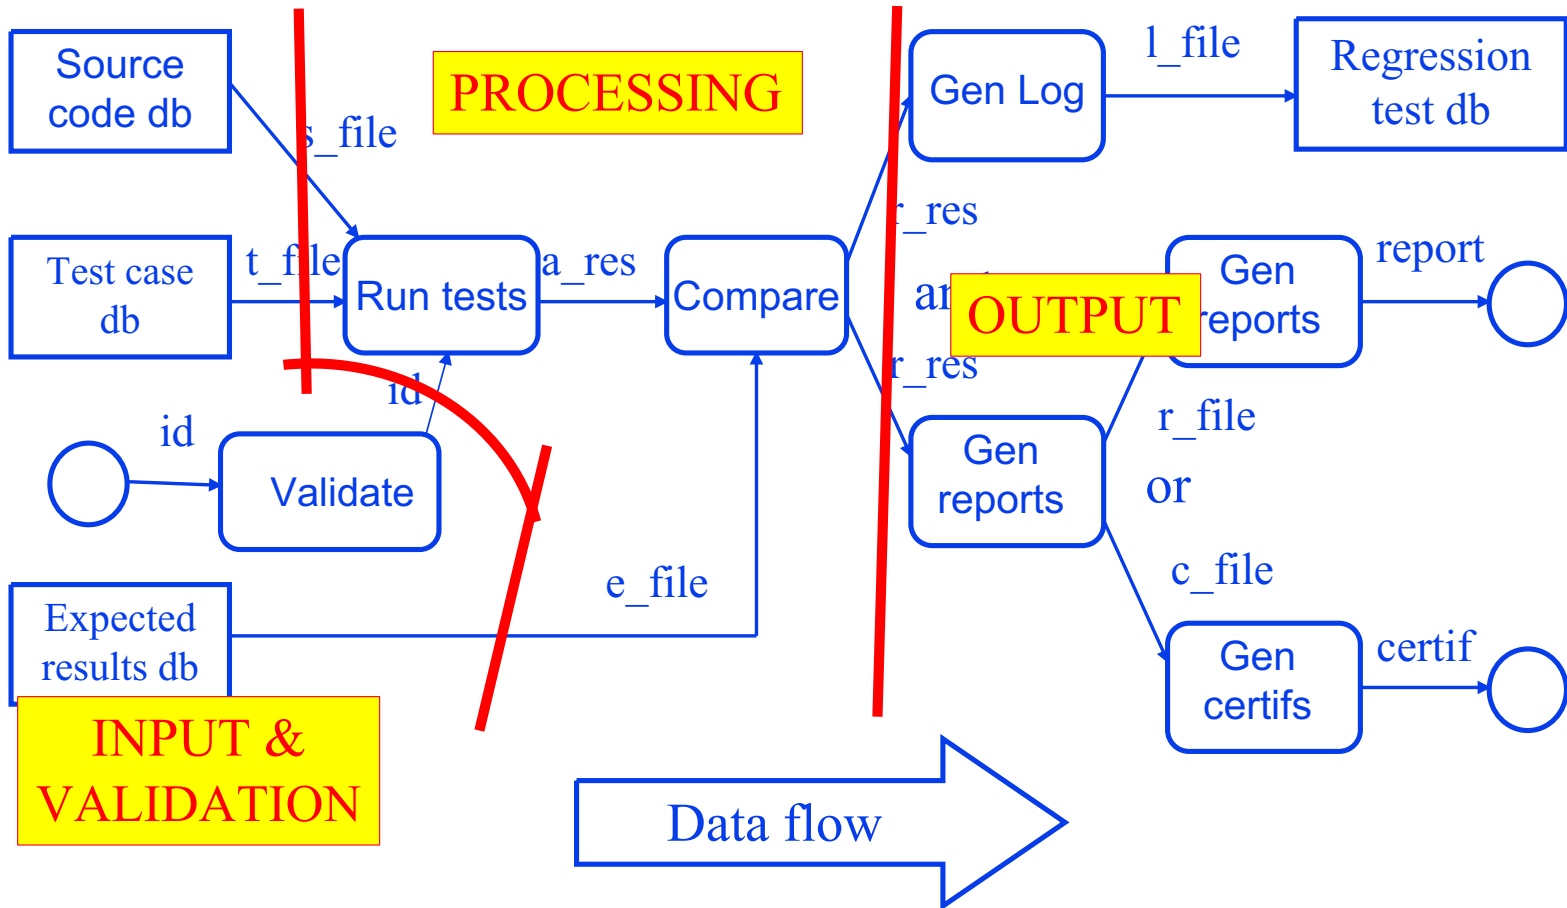 Source
code db
s_file
PROCESSING
Gen Log
l_file
Regression
test db
Test case
db
t_file
Run tests
a_res
Compare
r_res
OUTPUT
r_res
Gen
reports
report
id
Validate
id
Gen
reports
r_file
or
c_file
Expected
results db
e_file
Gen
certifs
certif
INPUT &
VALIDATION
Data flow